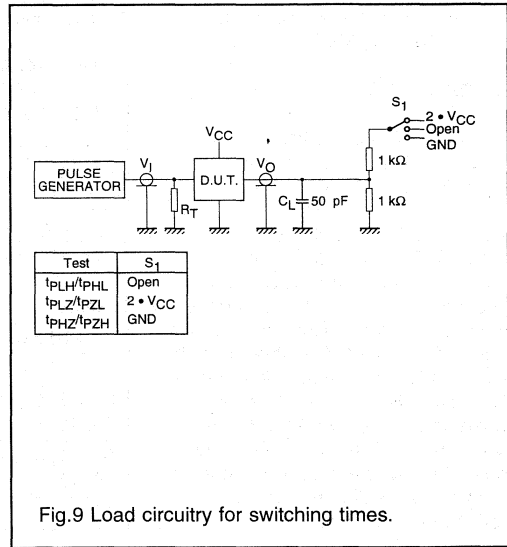 S1
2 • VCC
Open
GND
VCC
1 kΩ
PULSE GENERATOR
VI
D.U.T.
VO
RT
CL
50 pF
1 kΩ
Test S1
tPLH/tPHL Open
tPLZ/tPZL 2 • VCC
tPHZ/tPZH GND
Fig.9 Load circuitry for switching times.